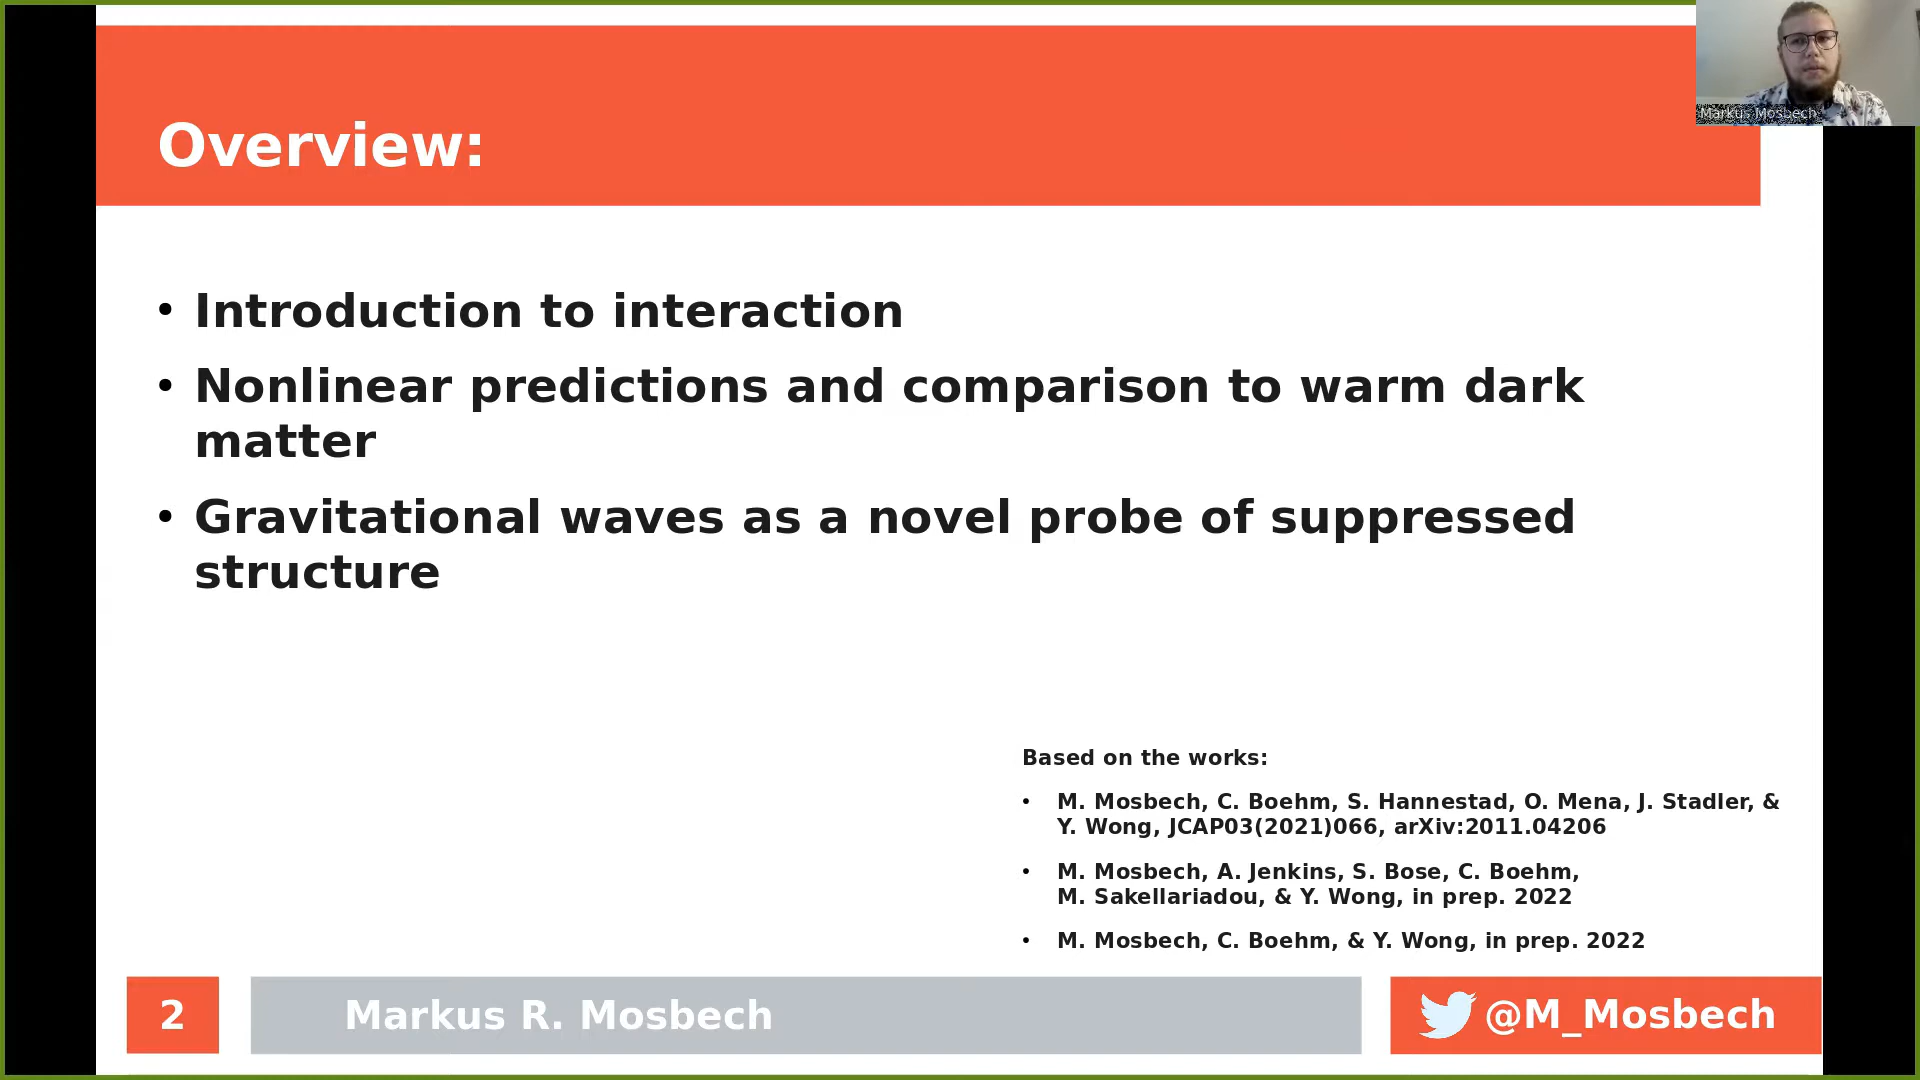 Markus Mosbech
Overview:
• Introduction to interaction
• Nonlinear predictions and comparison to warm dark
matter
• Gravitational waves as a novel probe of suppressed
structure
Based on the works:
• M. Mosbech, C. Boehm, S. Hannestad, O. Mena, J. Stadler, &
Y. Wong, JCAP03(2021)066, arXiv:2011.04206
• M. Mosbech, A. Jenkins, S. Bose, C. Boehm,
M. Sakellariadou, & Y. Wong, in prep. 2022
• M. Mosbech, C. Boehm, & Y. Wong, in prep. 2022
2
Markus R. Mosbech
@M_Mosbech